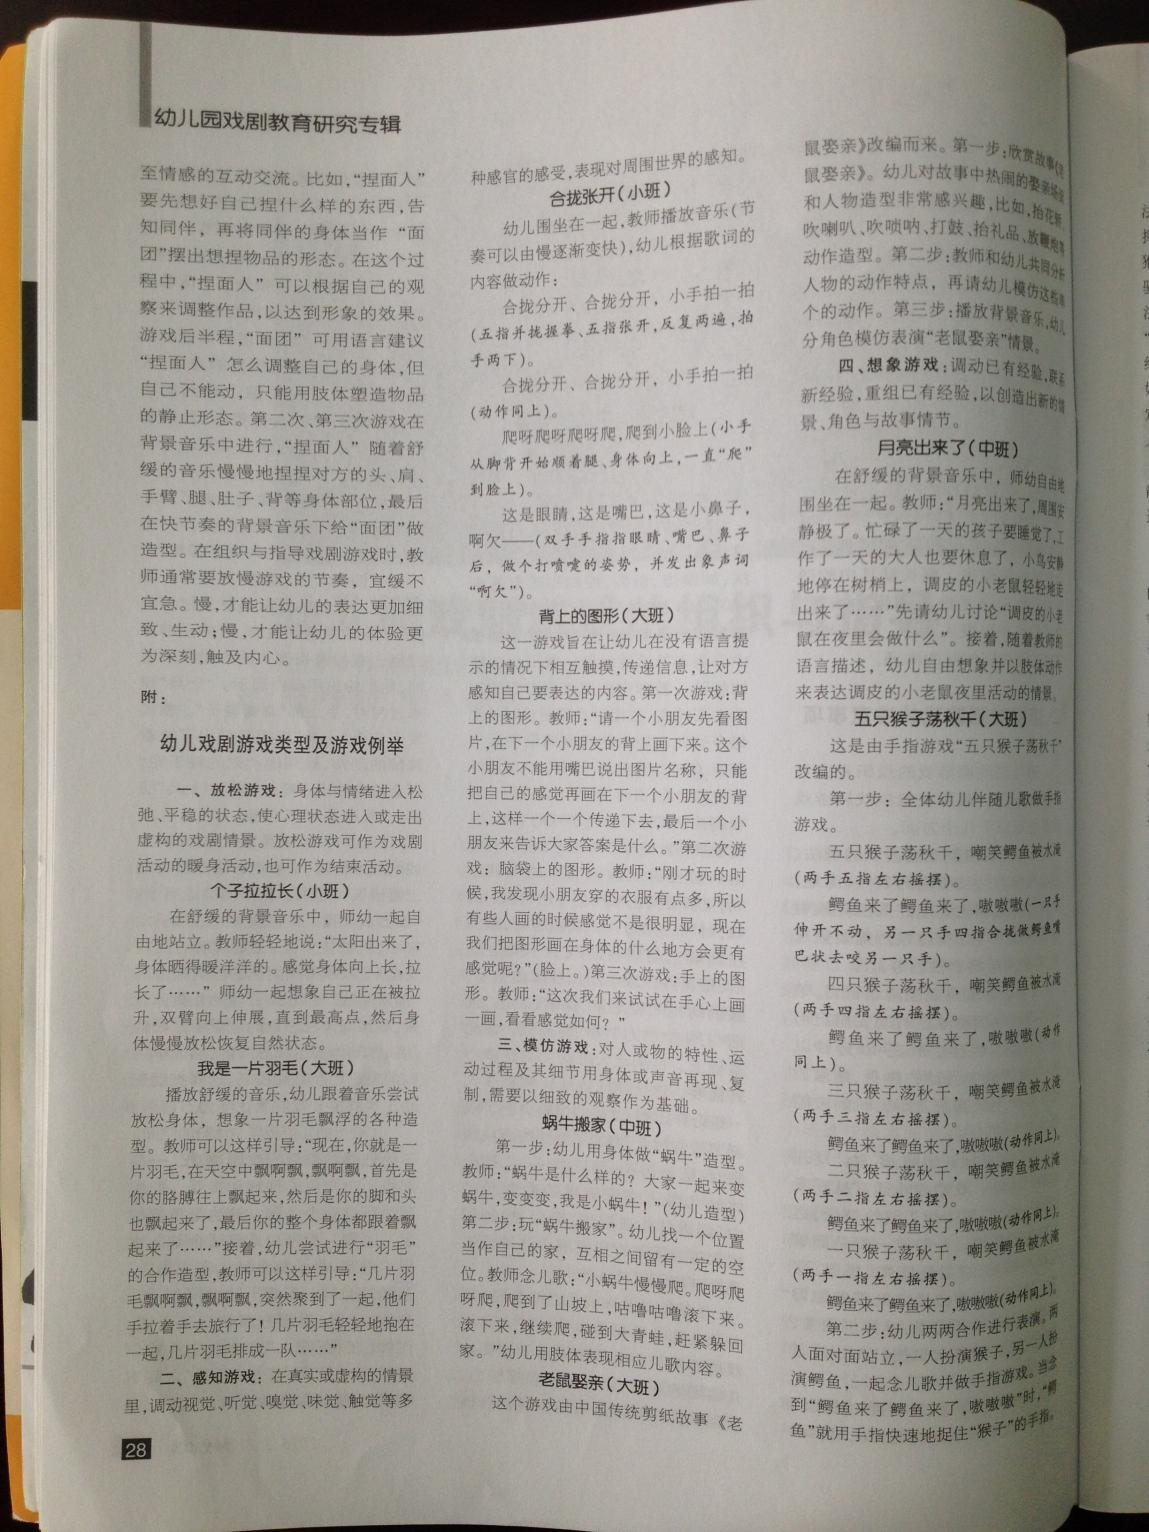 幼儿园戏剧教育研究专辑
至情感的互动交流。比如,“捏面人”
要先想好自己捏什么样的东西,告
知同伴，再将同伴的身体当作“面
团”摆出想捏物品的形态。在这个过
程中,“捏面人”可以根据自己的观
察来调整作品,以达到形象的效果。
游戏后半程,“面团”可用语言建议
“捏面人”怎么调整自己的身体,但
自己不能动，只能用肢体塑造物品
的静止形态。第二次、第三次游戏在
背景音乐中进行,“捏面人”随着舒
缓的音乐慢慢地捏捏对方的头、肩、
手臂、腿、肚子、背等身体部位,最后
在快节奏的背景音乐下给“面团”做
造型。在组织与指导戏剧游戏时,教
师通常要放慢游戏的节奏，宜缓不
宜急。慢,才能让幼儿的表达更加细
致、生动;慢,才能让幼儿的体验更
为深刻,触及内心。
附：
幼儿戏剧游戏类型及游戏例举
一、放松游戏：身体与情绪进入松
弛、平稳的状态,使心理状态进入或走出
虚构的戏剧情景。放松游戏可作为戏剧
活动的暖身活动,也可作为结束活动。
个子拉拉长(小班)
在舒缓的背景音乐中，师幼一起自
由地站立。教师轻轻地说:“太阳出来了,
身体晒得暖洋洋的。感觉身体向上长,拉
长了……”师幼一起想象自己正在被拉
升,双臂向上伸展,直到最高点,然后身
体慢慢放松恢复自然状态。
我是一片羽毛(大班)
播放舒缓的音乐,幼儿跟着音乐尝试
放松身体，想象一片羽毛飘浮的各种造
型。教师可以这样引导:“现在,你就是一
片羽毛,在天空中飘啊飘,飘啊飘,首先是
你的胳膊往上飘起来,然后是你的脚和头
也飘起来了,最后你的整个身体都跟着飘
起来了……”接着,幼儿尝试进行“羽毛”
的合作造型,教师可以这样引导:“几片羽
毛飘啊飘,飘啊飘,突然聚到了一起,他们
手拉着手去旅行了！几片羽毛轻轻地抱在
一起,几片羽毛排成一队……”
二、感知游戏：在真实或虚构的情景
里,调动视觉、听觉、嗅觉、味觉、触觉等多
28
种感官的感受,表现对周围世界的感知。
合拢张开(小班)
幼儿围坐在一起,教师播放音乐(节
奏可以由慢逐渐变快),幼儿根据歌词的
内容做动作：
合拢分开、合拢分开，小手拍一拍
(五指并拢握拳、五指张开,反复两遍,拍
手两下)。
合拢分开、合拢分开，小手拍一拍
(动作同上)。
爬呀爬呀爬呀爬,爬到小脸上(小手
从脚背开始顺着腿、身体向上,一直“爬”
到脸上)。
这是眼睛,这是嘴巴,这是小鼻子,
啊欠——(双手手指指眼睛、嘴巴、鼻子
后，做个打喷嚏的姿势，并发出象声词
“啊欠”)。
背上的图形(大班)
这一游戏旨在让幼儿在没有语言提
示的情况下相互触摸,传递信息,让对方
感知自己要表达的内容。第一次游戏:背
上的图形。教师:“请一个小朋友先看图
片,在下一个小朋友的背上画下来。这个
小朋友不能用嘴巴说出图片名称，只能
把自己的感觉再画在下一个小朋友的背
上,这样一个一个传递下去,最后一个小
朋友来告诉大家答案是什么。”第二次游
戏：脑袋上的图形。教师:“刚才玩的时
候,我发现小朋友穿的衣服有点多,所以
有些人画的时候感觉不是很明显，现在
我们把图形画在身体的什么地方会更有
感觉呢?”(脸上。)第三次游戏:手上的图
形。教师:“这次我们来试试在手心上画
一画,看看感觉如何？”
三、模仿游戏:对人或物的特性、运
动过程及其细节用身体或声音再现、复
制,需要以细致的观察作为基础。
蜗牛搬家(中班)
第一步:幼儿用身体做“蜗牛”造型。
教师:“蜗牛是什么样的？大家一起来变
蜗牛,变变变,我是小蜗牛！”(幼儿造型)
第二步:玩“蜗牛搬家”。幼儿找一个位置
当作自己的家，互相之间留有一定的空
位。教师念儿歌:“小蜗牛慢慢爬。爬呀爬
呀爬,爬到了山坡上,咕噜咕噜滚下来。
滚下来,继续爬,碰到大青蛙,赶紧躲回
家。”幼儿用肢体表现相应儿歌内容。
老鼠娶亲(大班)
这个游戏由中国传统剪纸故事《老
鼠娶亲》改编而来。第一步:欣赏故事《老
鼠娶亲》。幼儿对故事中热闹的娶亲场面
和人物造型非常感兴趣,比如,抬花轿、
吹喇叭、吹唢呐、打鼓、抬礼品、放鞭炮等
动作造型。第二步:教师和幼儿共同分析
人物的动作特点，再请幼儿模仿这些
个的动作。第三步:播放背景音乐,幼儿
分角色模仿表演“老鼠娶亲”情景。
四、想象游戏:调动已有经验,联系
新经验,重组已有经验,以创造出新的情
景、角色与故事情节。
月亮出来了(中班)
在舒缓的背景音乐中，师幼自由地
围坐在一起。教师:“月亮出来了,周围安
静极了。忙碌了一天的孩子要睡觉了,工
作了一天的大人也要休息了，小鸟安静
地停在树梢上，调皮的小老鼠轻轻地走
出来了……”先请幼儿讨论“调皮的小老
鼠在夜里会做什么”。接着,随着教师的
语言描述，幼儿自由想象并以肢体动作
来表达调皮的小老鼠夜里活动的情景。
五只猴子荡秋千(大班)
这是由手指游戏“五只猴子荡秋千”
改编的。
第一步：全体幼儿伴随儿歌做手指
游戏。
五只猴子荡秋千，嘲笑鳄鱼被水淹
(两手五指左右摇摆)。
鳄鱼来了鳄鱼来了,嗷嗷嗷(一只手
伸开不动，另一只手四指合拢做鳄鱼嘴
巴状去咬另一只手)。
四只猴子荡秋千，嘲笑鳄鱼被水淹
(两手四指左右摇摆)。
鳄鱼来了鳄鱼来了,嗷嗷嗷(动作
同上)。
三只猴子荡秋千，嘲笑鳄鱼被水淹
(两手三指左右摇摆)。
鳄鱼来了鳄鱼来了,嗷嗷嗷(动作同上)。
二只猴子荡秋千，嘲笑鳄鱼被水淹
(两手二指左右摇摆)。
鳄鱼来了鳄鱼来了,嗷嗷嗷(动作同上)。
一只猴子荡秋千，嘲笑鳄鱼被水淹
(两手一指左右摇摆)。
鳄鱼来了鳄鱼来了,嗷嗷嗷(动作同上)。
第二步:幼儿两两合作进行表演。两
人面对面站立,一人扮演猴子,另一人扮
演鳄鱼,一起念儿歌并做手指游戏。当念
到“鳄鱼来了鳄鱼来了,嗷嗷嗷”时,“鳄
鱼”就用手指快速地捉住“猴子”的手指。